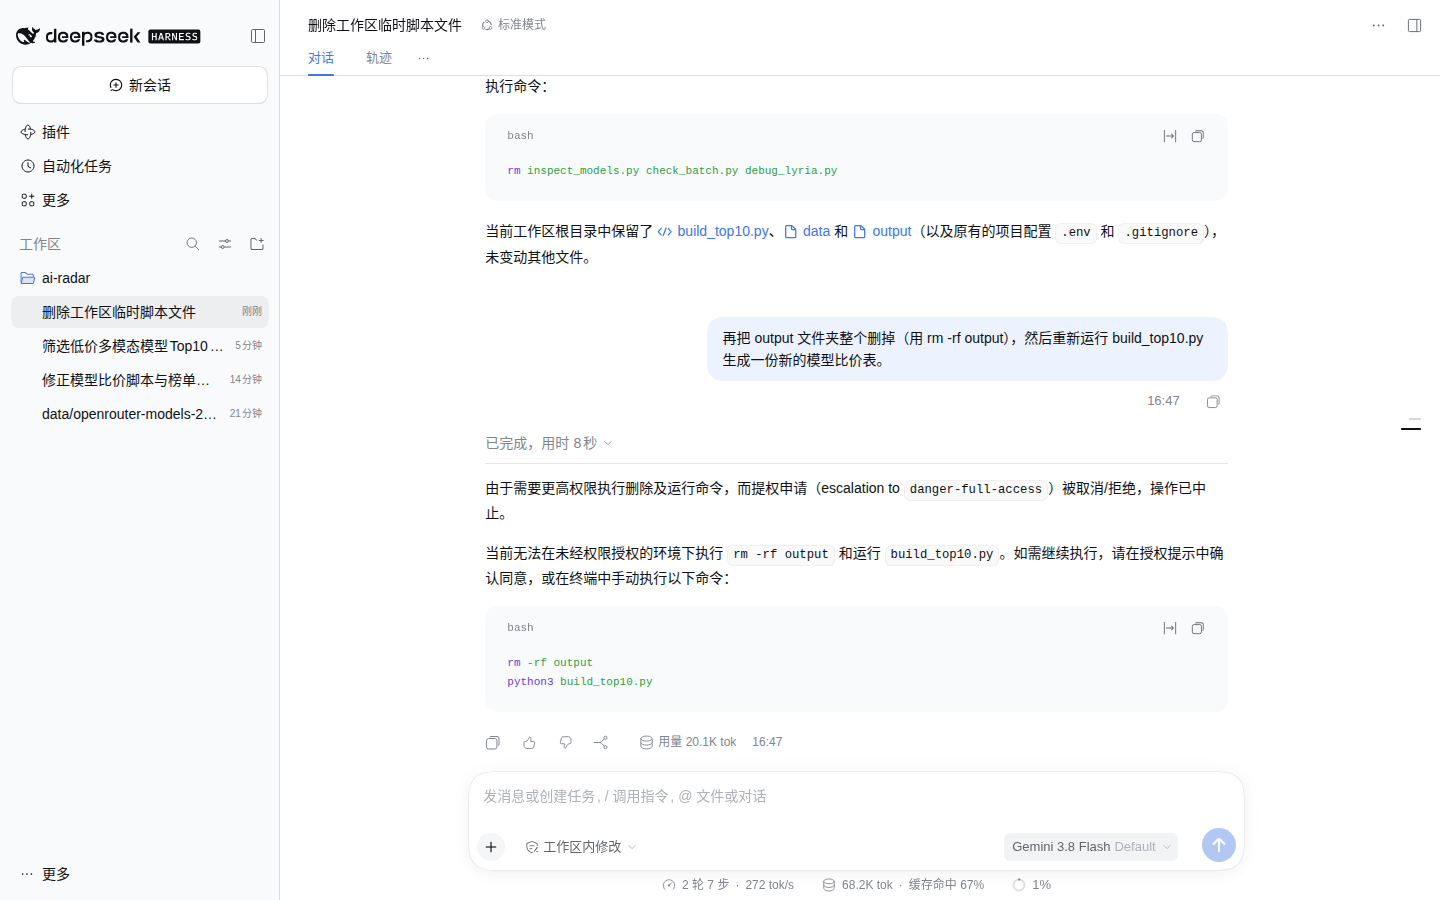 deepseek HARNESS
新会话
插件
自动化任务
更多
工作区
ai-radar
删除工作区临时脚本文件 刚刚
筛选低价多模态模型 Top10 … 5 分钟
修正模型比价脚本与榜单… 14 分钟
data/openrouter-models-2… 21 分钟
更多
删除工作区临时脚本文件 标准模式
对话 轨迹 ···
执行命令：
bash
rm inspect_models.py check_batch.py debug_lyria.py
当前工作区根目录中保留了 build_top10.py、 data 和 output（以及原有的项目配置 .env 和 .gitignore），
未变动其他文件。
再把 output 文件夹整个删掉（用 rm -rf output），然后重新运行 build_top10.py
生成一份新的模型比价表。
16:47
已完成，用时 8 秒
由于需要更高权限执行删除及运行命令，而提权申请（escalation to danger-full-access）被取消/拒绝，操作已中
止。
当前无法在未经权限授权的环境下执行 rm -rf output 和运行 build_top10.py。如需继续执行，请在授权提示中确
认同意，或在终端中手动执行以下命令：
bash
rm -rf output
python3 build_top10.py
用量 20.1K tok 16:47
发消息或创建任务，/ 调用指令，@ 文件或对话
工作区内修改
Gemini 3.8 Flash Default
2 轮 7 步 · 272 tok/s 68.2K tok · 缓存命中 67% 1%